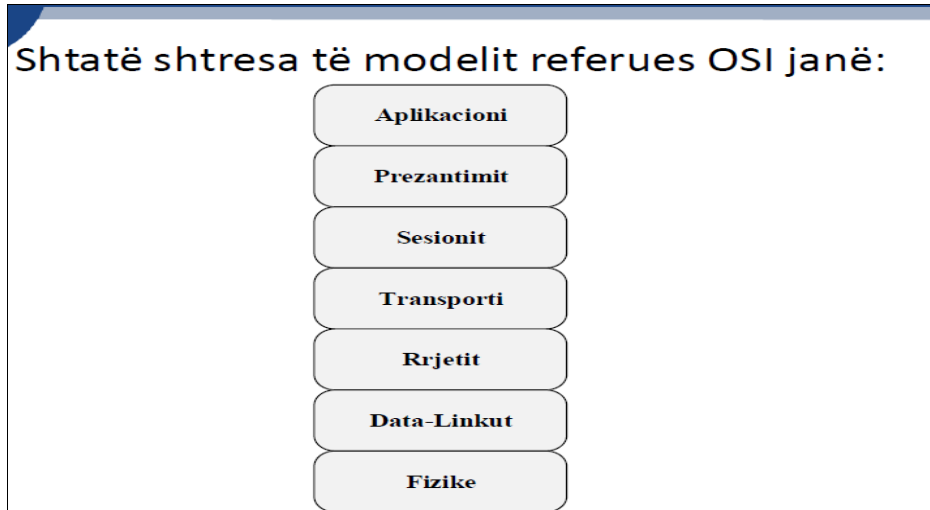 Shtatë shtresa të modelit referues OSI janë:
Aplikacioni
Prezantimit
Sesionit
Transporti
Rrjetit
Data-Linkut
Fizike